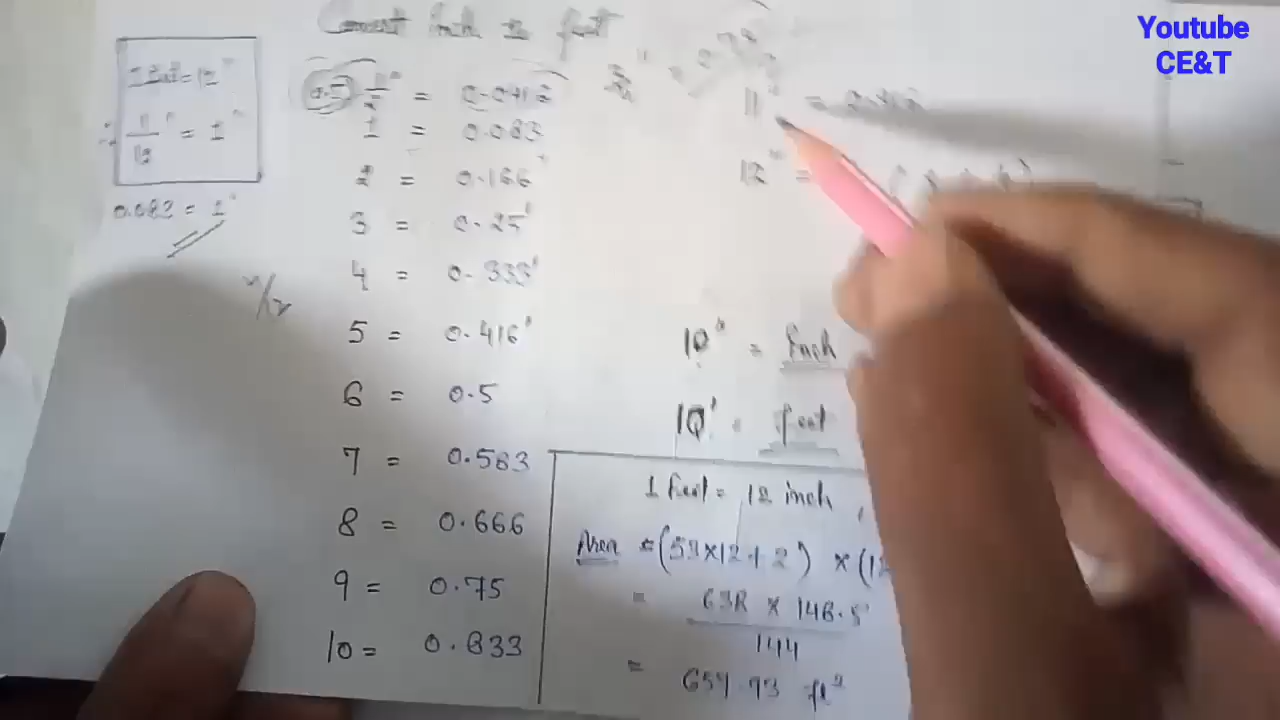 Youtube
CE&T
Convert Inch to feet
1 Feet = 12"
∴ 1'/12 = 1"
0.083 = 1"
0.5 1"/2 = 0.0412
1 = 0.083
2 = 0.166'
3 = 0.25'
4 = 0.333'
5 = 0.416'
6 = 0.5
7 = 0.583
8 = 0.666
9 = 0.75
10 = 0.833
11" =
12" =
10" = Inch
10' = feet
1 Feet = 12 inch
Area = (53x12+2") x (12
= 638 x 148.5
144
= 657.93 ft²